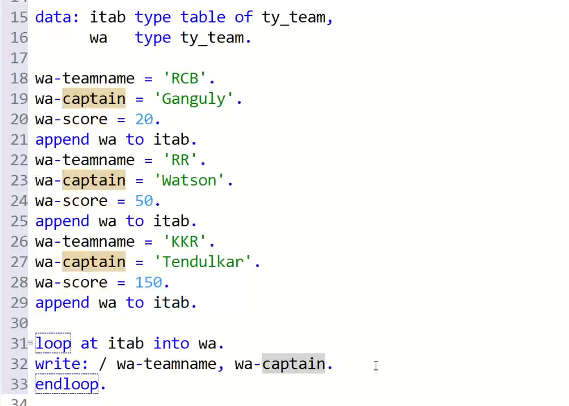 15 data: itab type table of ty_team,
16 wa type ty_team.
17
18 wa-teamname = 'RCB'.
19 wa-captain = 'Ganguly'.
20 wa-score = 20.
21 append wa to itab.
22 wa-teamname = 'RR'.
23 wa-captain = 'Watson'.
24 wa-score = 50.
25 append wa to itab.
26 wa-teamname = 'KKR'.
27 wa-captain = 'Tendulkar'.
28 wa-score = 150.
29 append wa to itab.
30
31 loop at itab into wa.
32 write: / wa-teamname, wa-captain.
33 endloop.
34